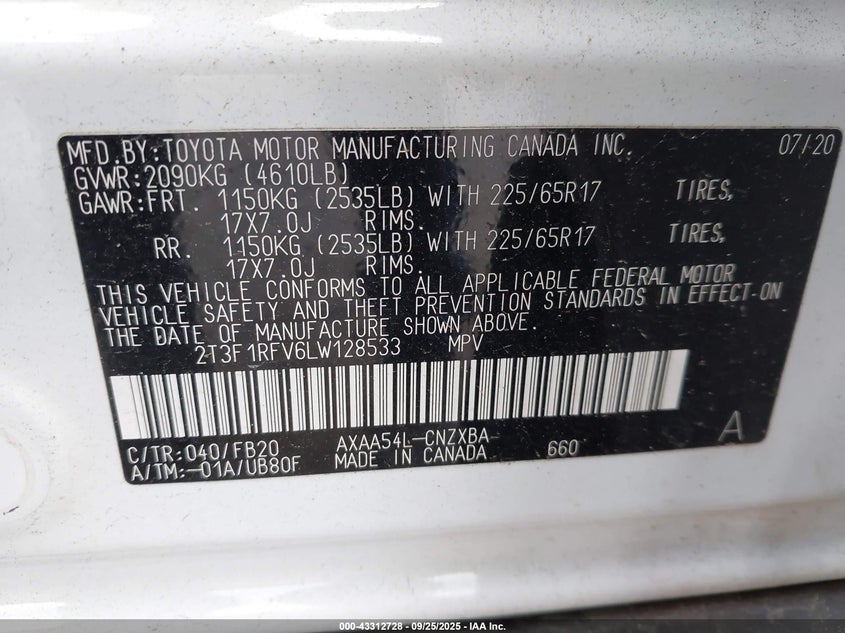 MFD.BY:TOYOTA MOTOR MANUFACTURING CANADA INC. 07/20
GVWR:2090KG (4610LB)
GAWR:FRT. 1150KG (2535LB) WITH 225/65R17 TIRES,
17X7.0J RIMS.
RR. 1150KG (2535LB) WITH 225/65R17 TIRES,
17X7.0J RIMS.
THIS VEHICLE CONFORMS TO ALL APPLICABLE FEDERAL MOTOR
VEHICLE SAFETY AND THEFT PREVENTION STANDARDS IN EFFECT ON
THE DATE OF MANUFACTURE SHOWN ABOVE.
2T3F1RFV6LW128533 MPV
C/TR:040/FB20 AXAA54L-CNZXBA 660 A
A/TM:-01A/UB80F MADE IN CANADA
000-43312728 - 09/25/2025 - IAA Inc.